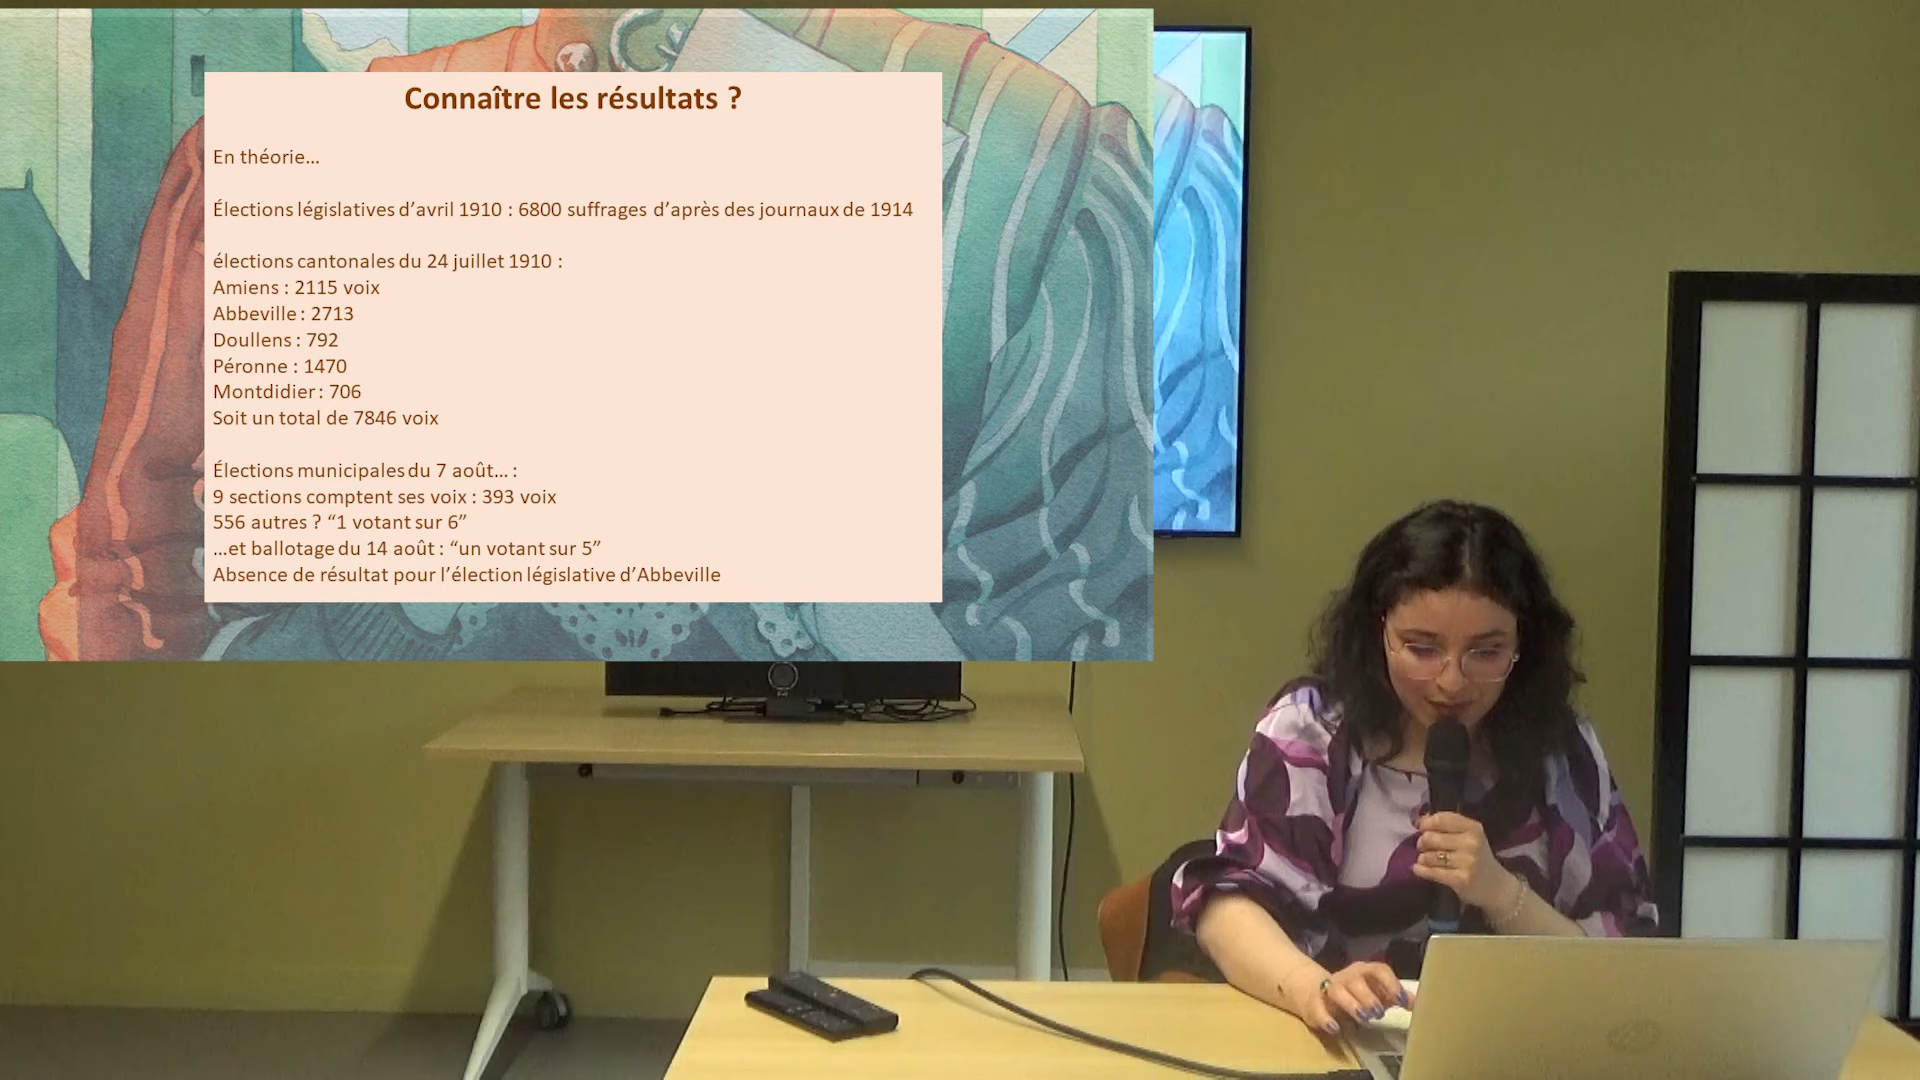 Connaître les résultats ?
En théorie...
Élections législatives d’avril 1910 : 6800 suffrages d’après des journaux de 1914
élections cantonales du 24 juillet 1910 :
Amiens : 2115 voix
Abbeville : 2713
Doullens : 792
Péronne : 1470
Montdidier : 706
Soit un total de 7846 voix
Élections municipales du 7 août... :
9 sections comptent ses voix : 393 voix
556 autres ? “1 votant sur 6”
...et ballotage du 14 août : “un votant sur 5”
Absence de résultat pour l’élection législative d’Abbeville